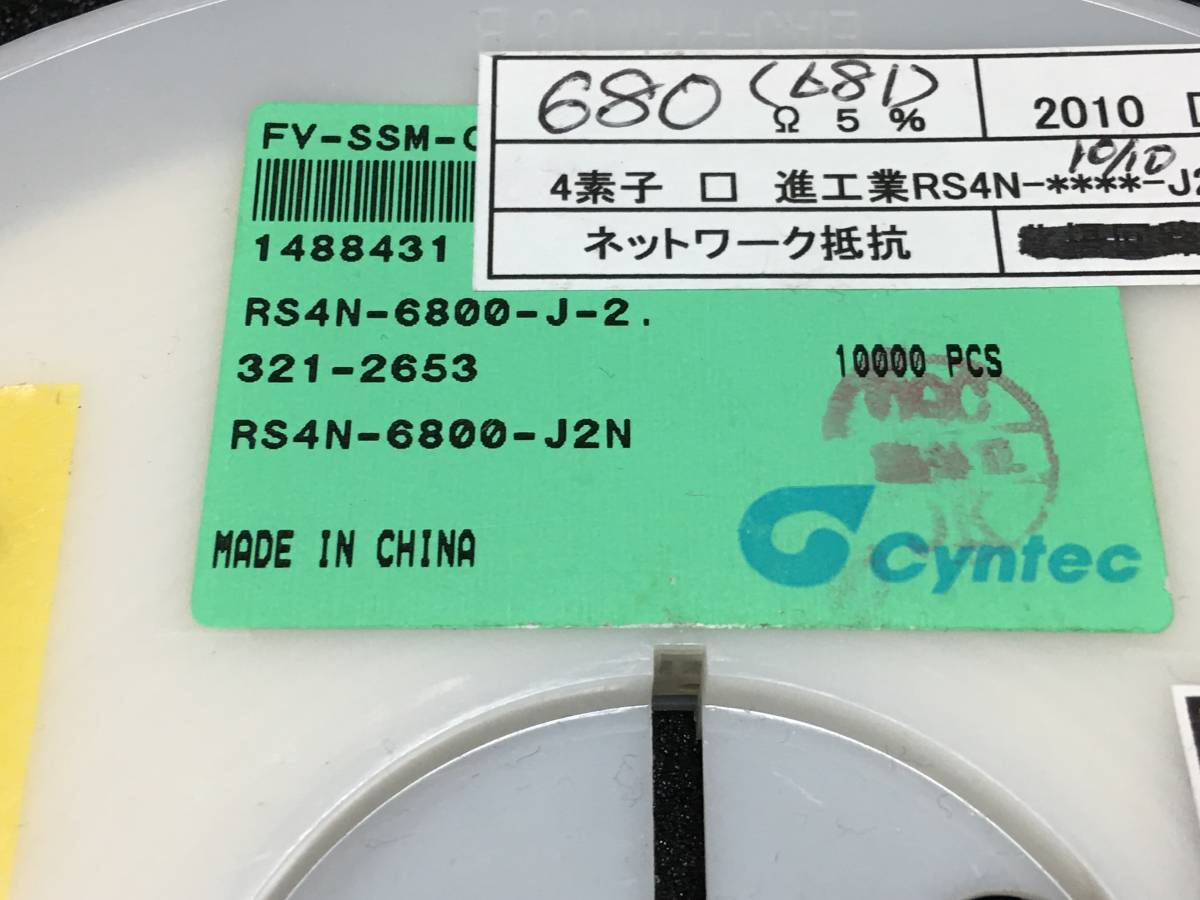 680 (681)
Ω 5 %
2010
10/10
4素子 口 進工業RS4N-****-J2
ネットワーク抵抗
FV-SSM-
1488431
RS4N-6800-J-2.
321-2653
10000 PCS
RS4N-6800-J2N
MADE IN CHINA
Cyntec